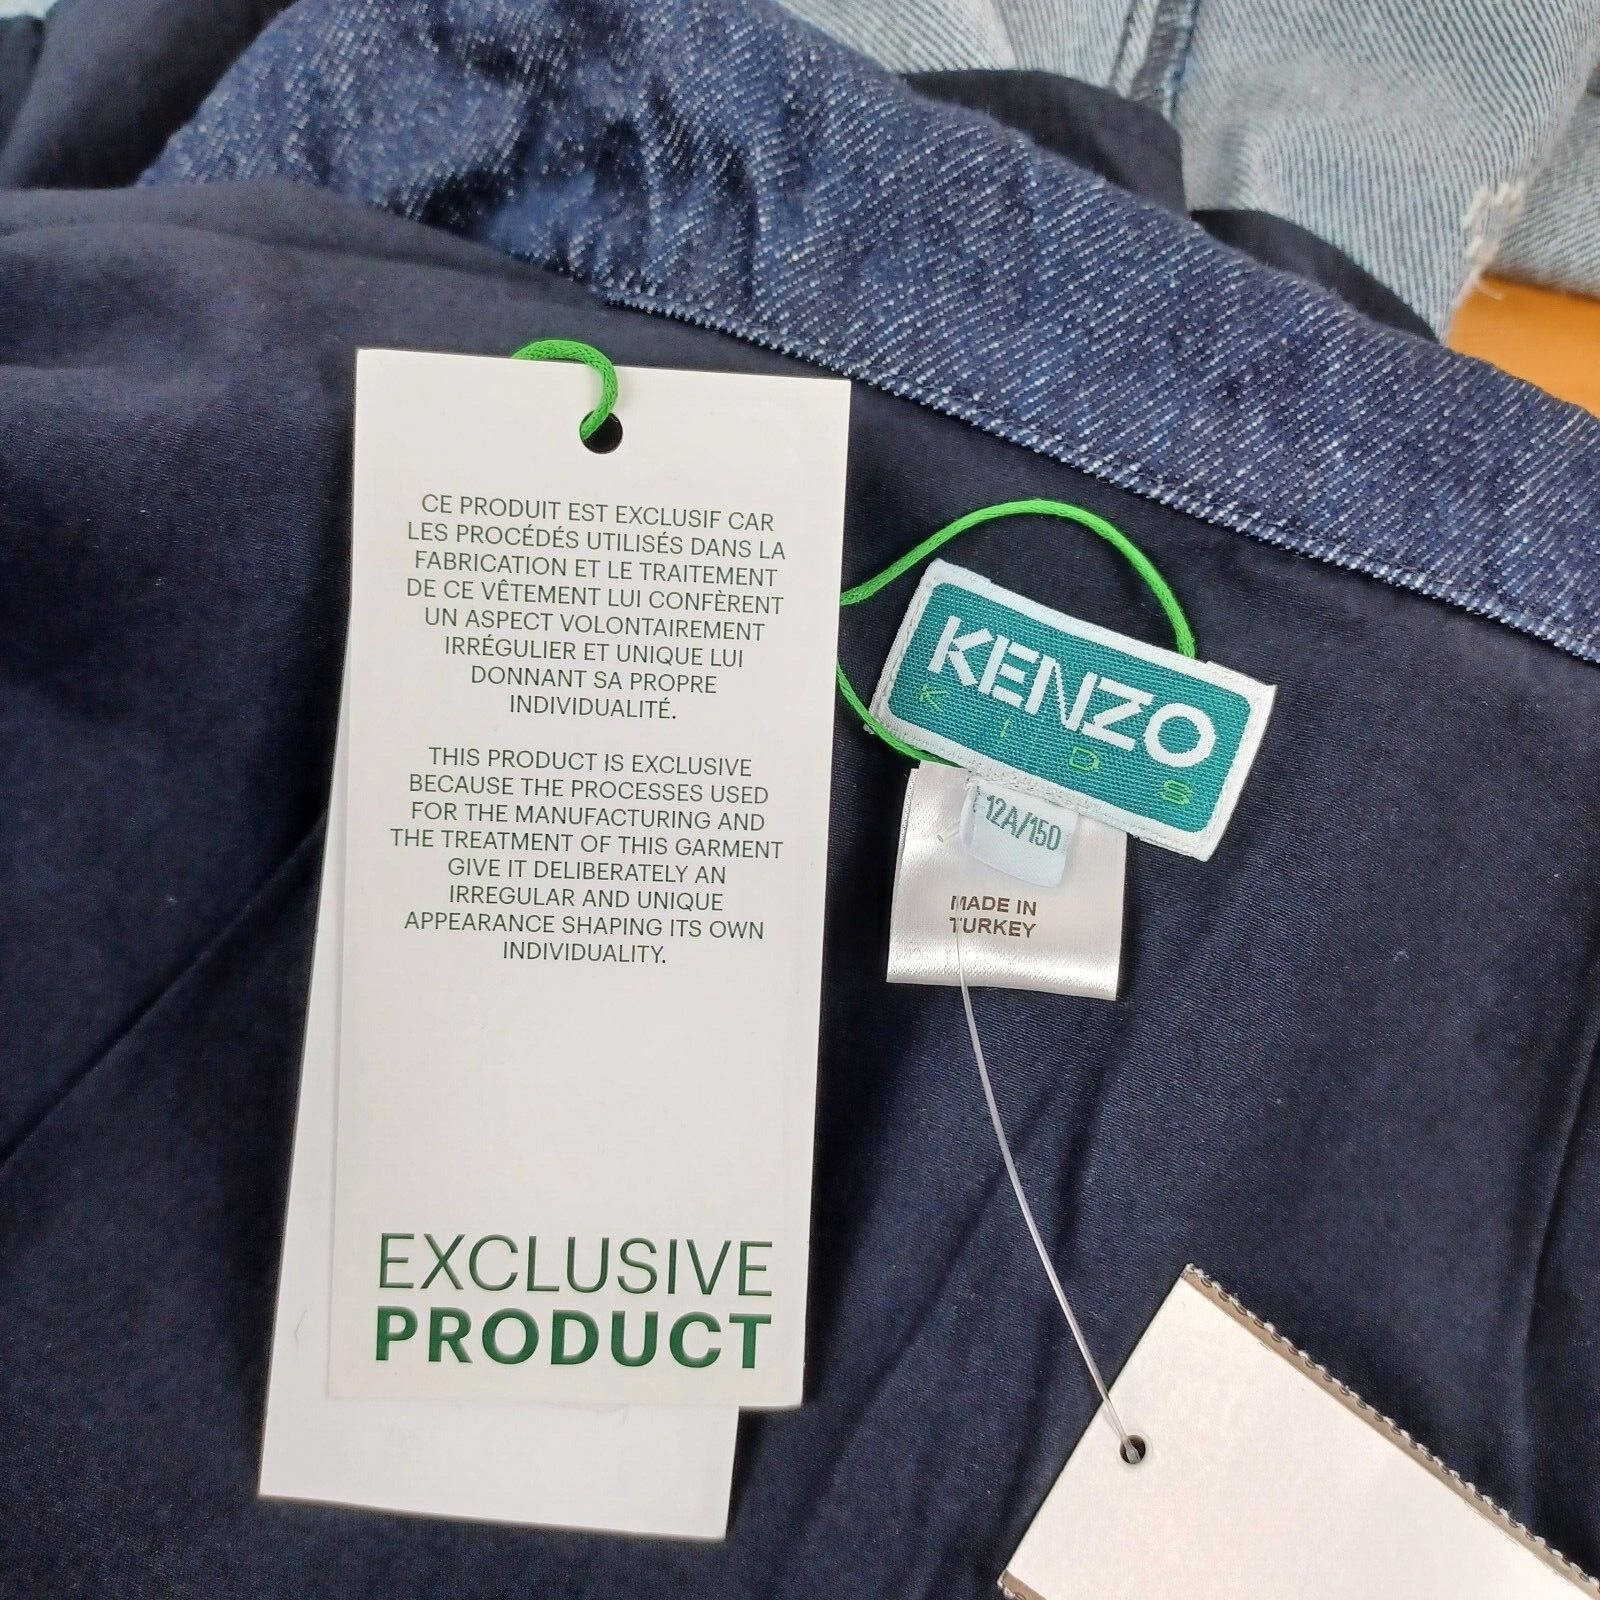 CE PRODUIT EST EXCLUSIF CAR
LES PROCÉDÉS UTILISÉS DANS LA
FABRICATION ET LE TRAITEMENT
DE CE VÊTEMENT LUI CONFÈRENT
UN ASPECT VOLONTAIREMENT
IRRÉGULIER ET UNIQUE LUI
DONNANT SA PROPRE
INDIVIDUALITÉ.
THIS PRODUCT IS EXCLUSIVE
BECAUSE THE PROCESSES USED
FOR THE MANUFACTURING AND
THE TREATMENT OF THIS GARMENT
GIVE IT DELIBERATELY AN
IRREGULAR AND UNIQUE
APPEARANCE SHAPING ITS OWN
INDIVIDUALITY.
EXCLUSIVE
PRODUCT
KENZO
KIDS
12A/150
MADE IN
TURKEY